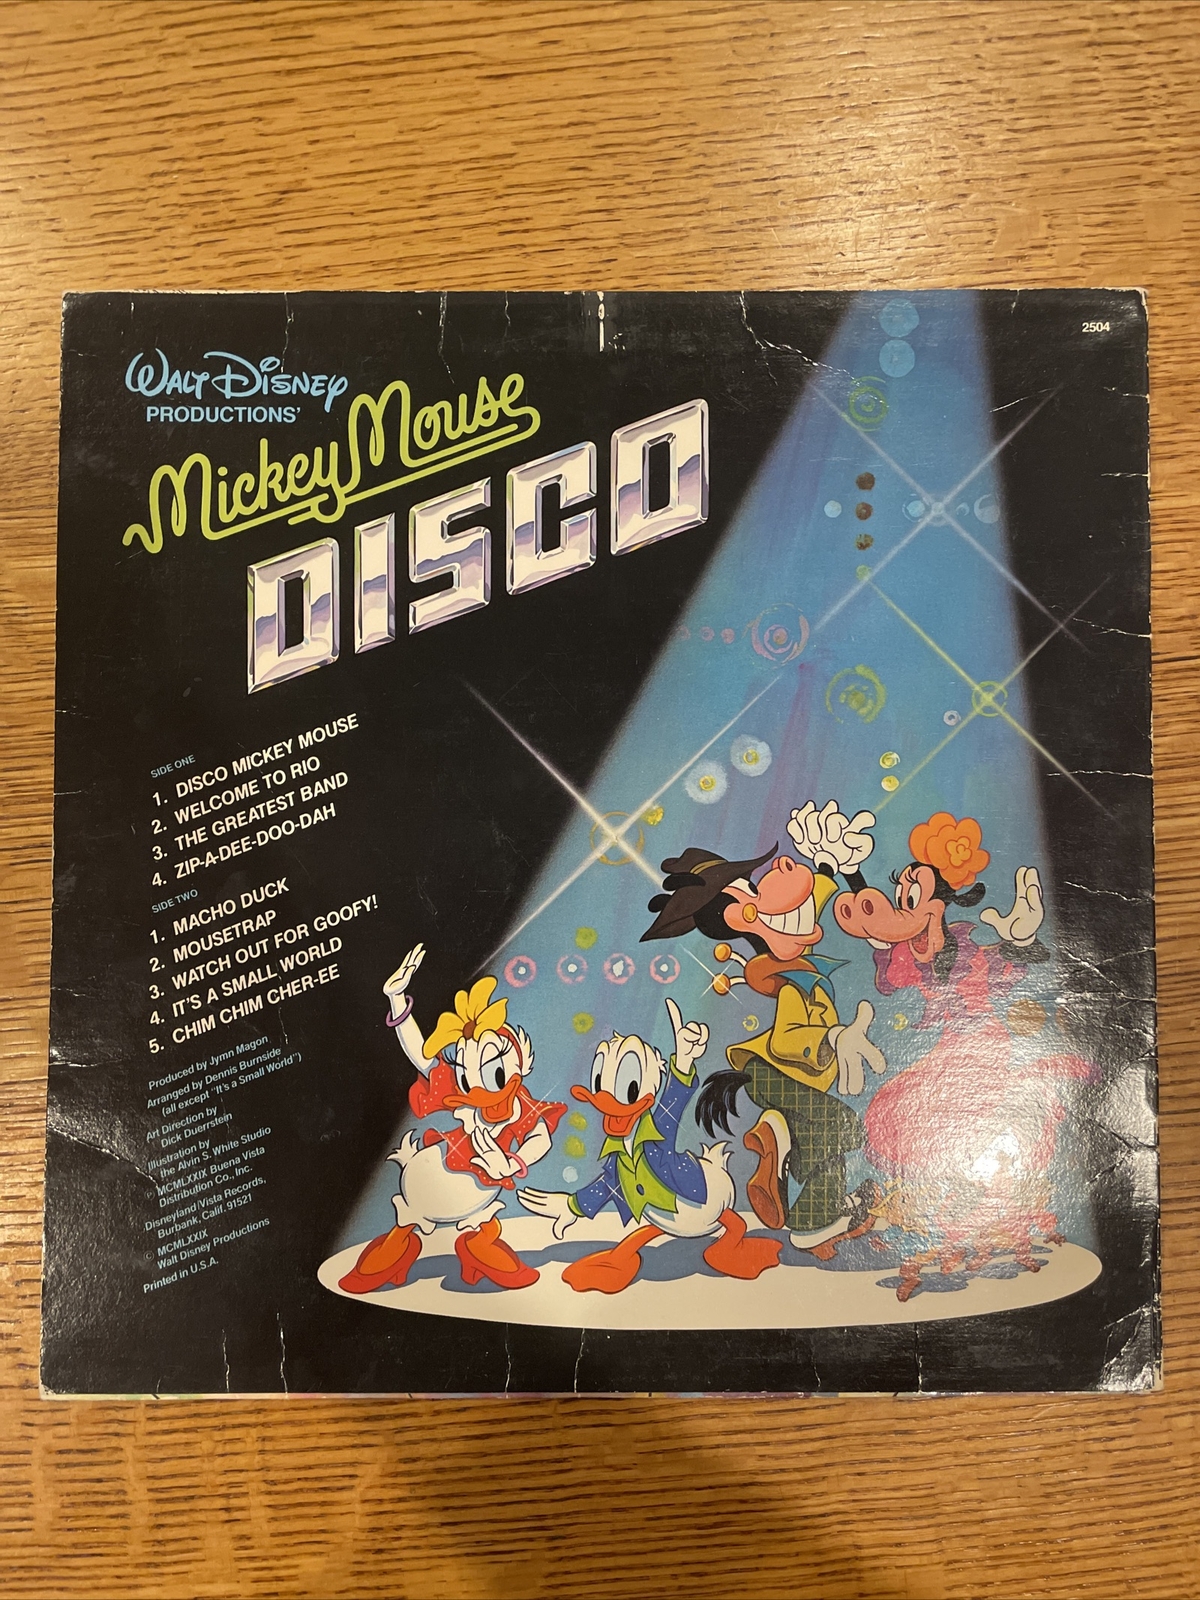 2504
WALT DISNEY
PRODUCTIONS'
Mickey Mouse
DISCO
SIDE ONE
1. DISCO MICKEY MOUSE
2. WELCOME TO RIO
3. THE GREATEST BAND
4. ZIP-A-DEE-DOO-DAH
SIDE TWO
1. MACHO DUCK
2. MOUSETRAP
3. WATCH OUT FOR GOOFY!
4. IT'S A SMALL WORLD
5. CHIM CHIM CHER-EE
Produced by Jymn Magon
Arranged by Dennis Burnside
(all except "It's a Small World")
Art Direction by
Dick Duerrstein
Illustration by
the Alvin S. White Studio
℗ MCMLXXIX Buena Vista
Distribution Co., Inc.
Disneyland/Vista Records,
Burbank, Calif. 91521
© MCMLXXIX
Walt Disney Productions
Printed in U.S.A.